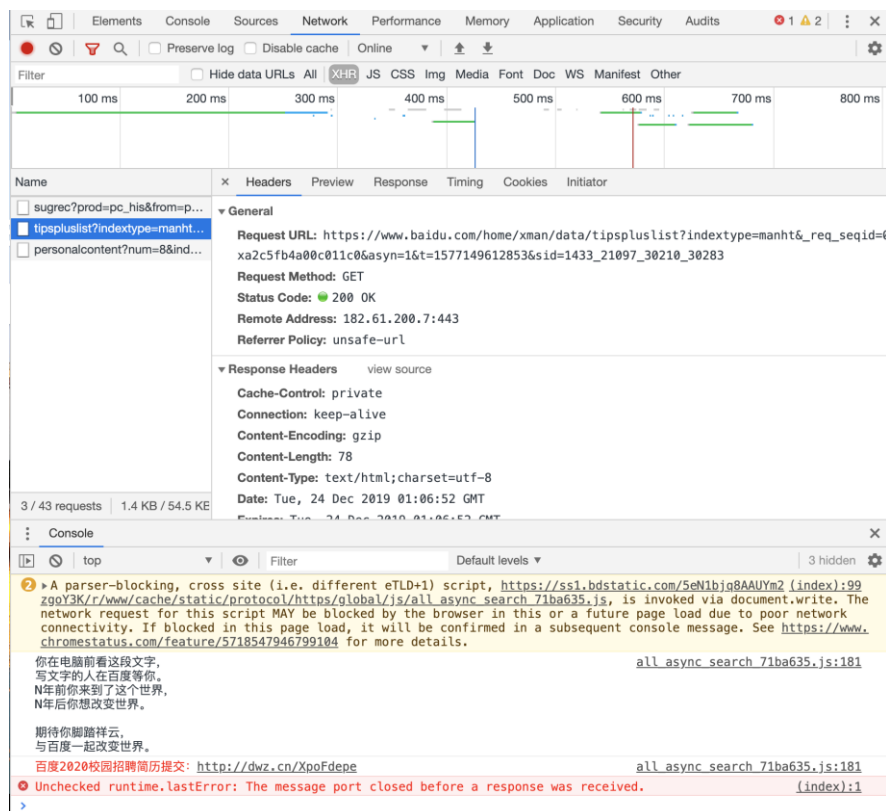 Elements Console Sources Network Performance Memory Application Security Audits 1 2
Preserve log Disable cache Online
Filter Hide data URLs All XHR JS CSS Img Media Font Doc WS Manifest Other
100 ms 200 ms 300 ms 400 ms 500 ms 600 ms 700 ms 800 ms
Name × Headers Preview Response Timing Cookies Initiator
sugrec?prod=pc_his&from=p...
tipspluslist?indextype=manht...
personalcontent?num=8&ind...
▾ General
Request URL: https://www.baidu.com/home/xman/data/tipspluslist?indextype=manht&_req_seqid=0
xa2c5fb4a00c011c0&asyn=1&t=1577149612853&sid=1433_21097_30210_30283
Request Method: GET
Status Code: 200 OK
Remote Address: 182.61.200.7:443
Referrer Policy: unsafe-url
▾ Response Headers view source
Cache-Control: private
Connection: keep-alive
Content-Encoding: gzip
Content-Length: 78
Content-Type: text/html;charset=utf-8
Date: Tue, 24 Dec 2019 01:06:52 GMT
Expires: Tue, 24 Dec 2019 01:06:52 GMT
3 / 43 requests 1.4 KB / 54.5 KB
Console ×
top Filter Default levels ▼ 3 hidden
2 ▸A parser-blocking, cross site (i.e. different eTLD+1) script, https://ss1.bdstatic.com/5eN1bjq8AAUYm2 (index):99
zgoY3K/r/www/cache/static/protocol/https/global/js/all_async_search_71ba635.js, is invoked via document.write. The
network request for this script MAY be blocked by the browser in this or a future page load due to poor network
connectivity. If blocked in this page load, it will be confirmed in a subsequent console message. See https://www.
chromestatus.com/feature/5718547946799104 for more details.
你在电脑前看这段文字， all_async_search_71ba635.js:181
写文字的人在百度等你。
N年前你来到了这个世界，
N年后你想改变世界。
期待你脚踏祥云，
与百度一起改变世界。
百度2020校园招聘简历提交：http://dwz.cn/XpoFdepe all_async_search_71ba635.js:181
Unchecked runtime.lastError: The message port closed before a response was received. (index):1
>